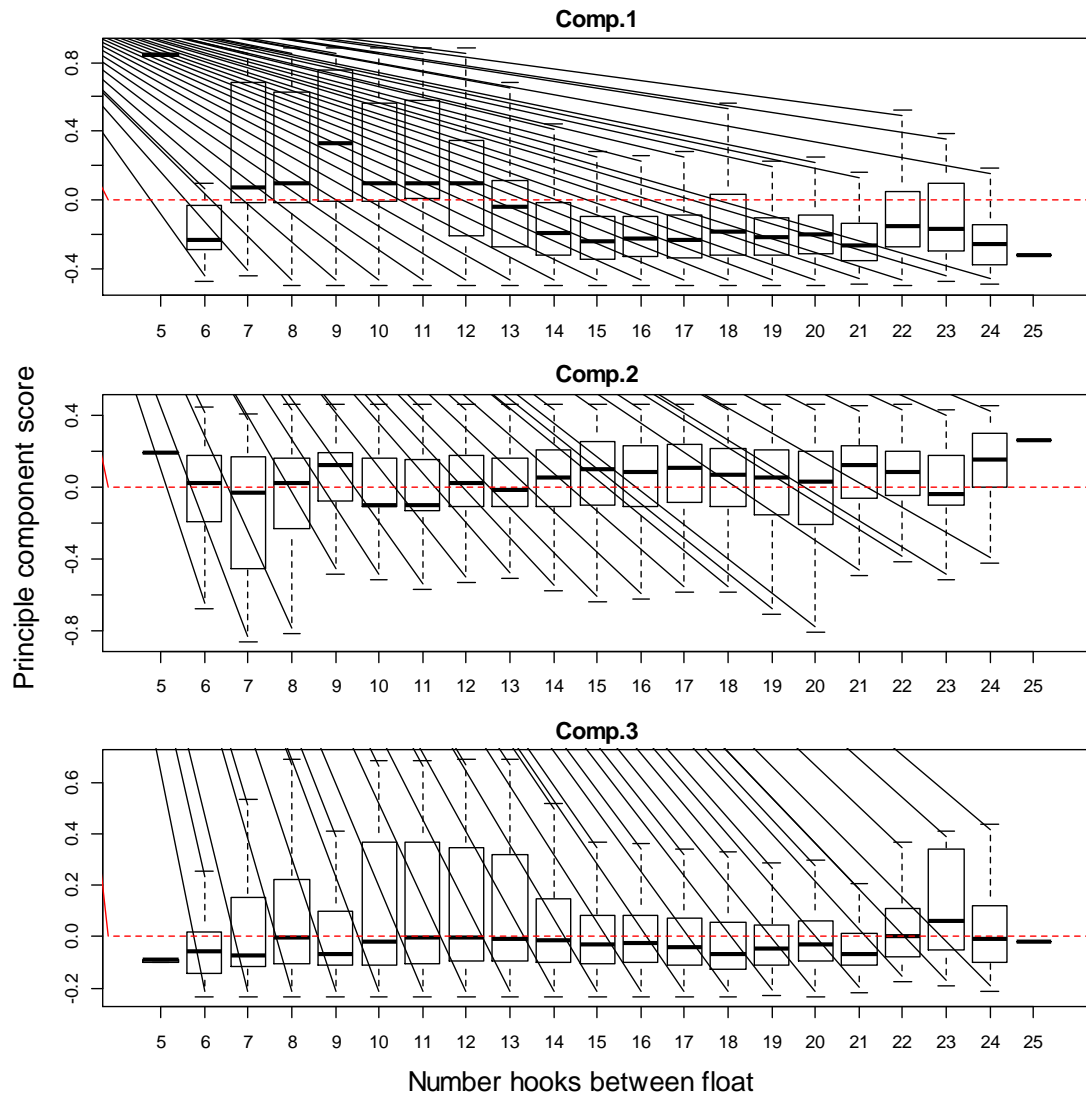 Comp.1
0.8
0.4
0.0
-0.4
5 6 7 8 9 10 11 12 13 14 15 16 17 18 19 20 21 22 23 24 25
Comp.2
0.4
0.0
-0.4
-0.8
5 6 7 8 9 10 11 12 13 14 15 16 17 18 19 20 21 22 23 24 25
Principle component score
Comp.3
0.6
0.4
0.2
0.0
-0.2
5 6 7 8 9 10 11 12 13 14 15 16 17 18 19 20 21 22 23 24 25
Number hooks between float